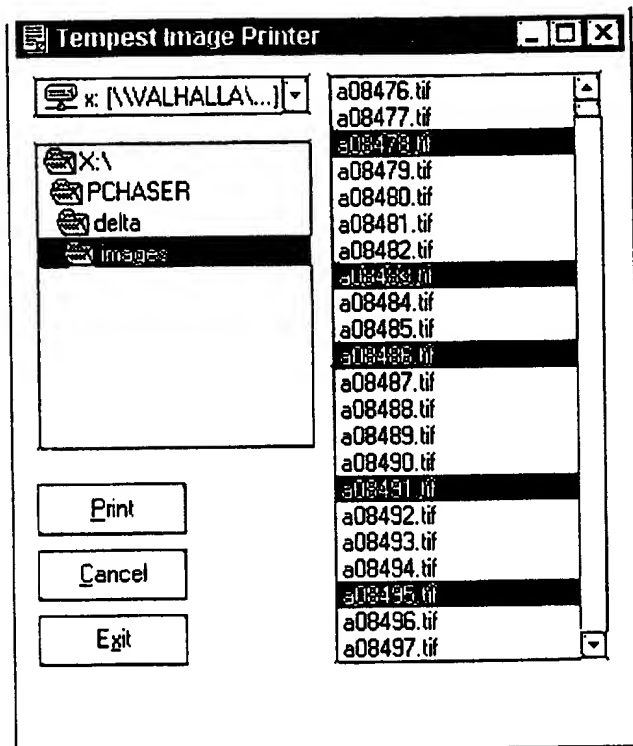 Tempest Image Printer
x: [\\VALHALLA\...]
X:\
PCHASER
delta
images
Print
Cancel
Exit
a08476.tif
a08477.tif
a08478.tif
a08479.tif
a08480.tif
a08481.tif
a08482.tif
a08483.tif
a08484.tif
a08485.tif
a08486.tif
a08487.tif
a08488.tif
a08489.tif
a08490.tif
a08491.tif
a08492.tif
a08493.tif
a08494.tif
a08495.tif
a08496.tif
a08497.tif